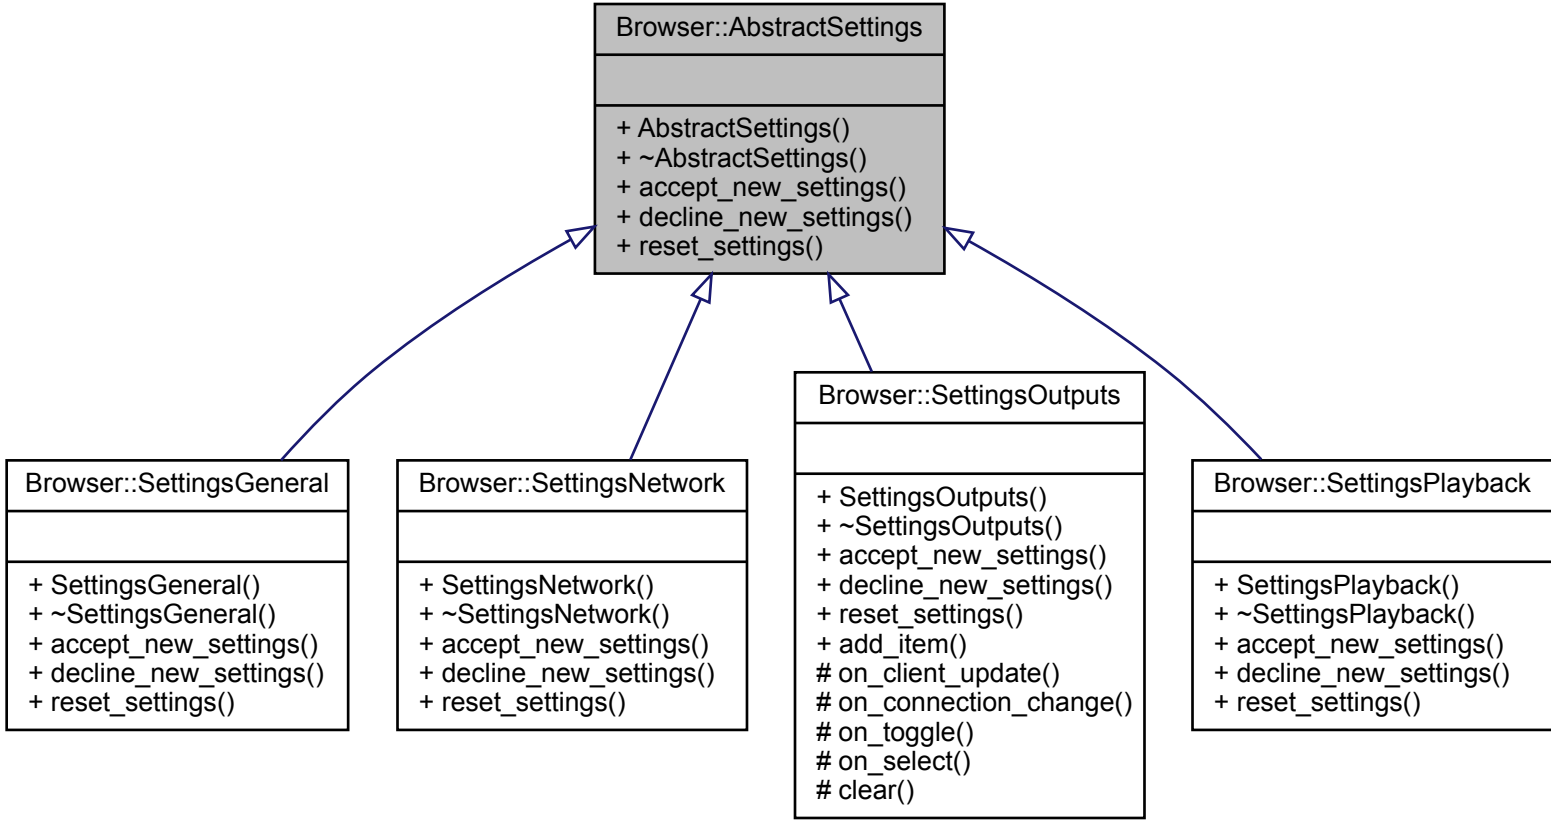 Browser::AbstractSettings
+ AbstractSettings()
+ ~AbstractSettings()
+ accept_new_settings()
+ decline_new_settings()
+ reset_settings()
Browser::SettingsGeneral
+ SettingsGeneral()
+ ~SettingsGeneral()
+ accept_new_settings()
+ decline_new_settings()
+ reset_settings()
Browser::SettingsNetwork
+ SettingsNetwork()
+ ~SettingsNetwork()
+ accept_new_settings()
+ decline_new_settings()
+ reset_settings()
Browser::SettingsOutputs
+ SettingsOutputs()
+ ~SettingsOutputs()
+ accept_new_settings()
+ decline_new_settings()
+ reset_settings()
+ add_item()
# on_client_update()
# on_connection_change()
# on_toggle()
# on_select()
# clear()
Browser::SettingsPlayback
+ SettingsPlayback()
+ ~SettingsPlayback()
+ accept_new_settings()
+ decline_new_settings()
+ reset_settings()